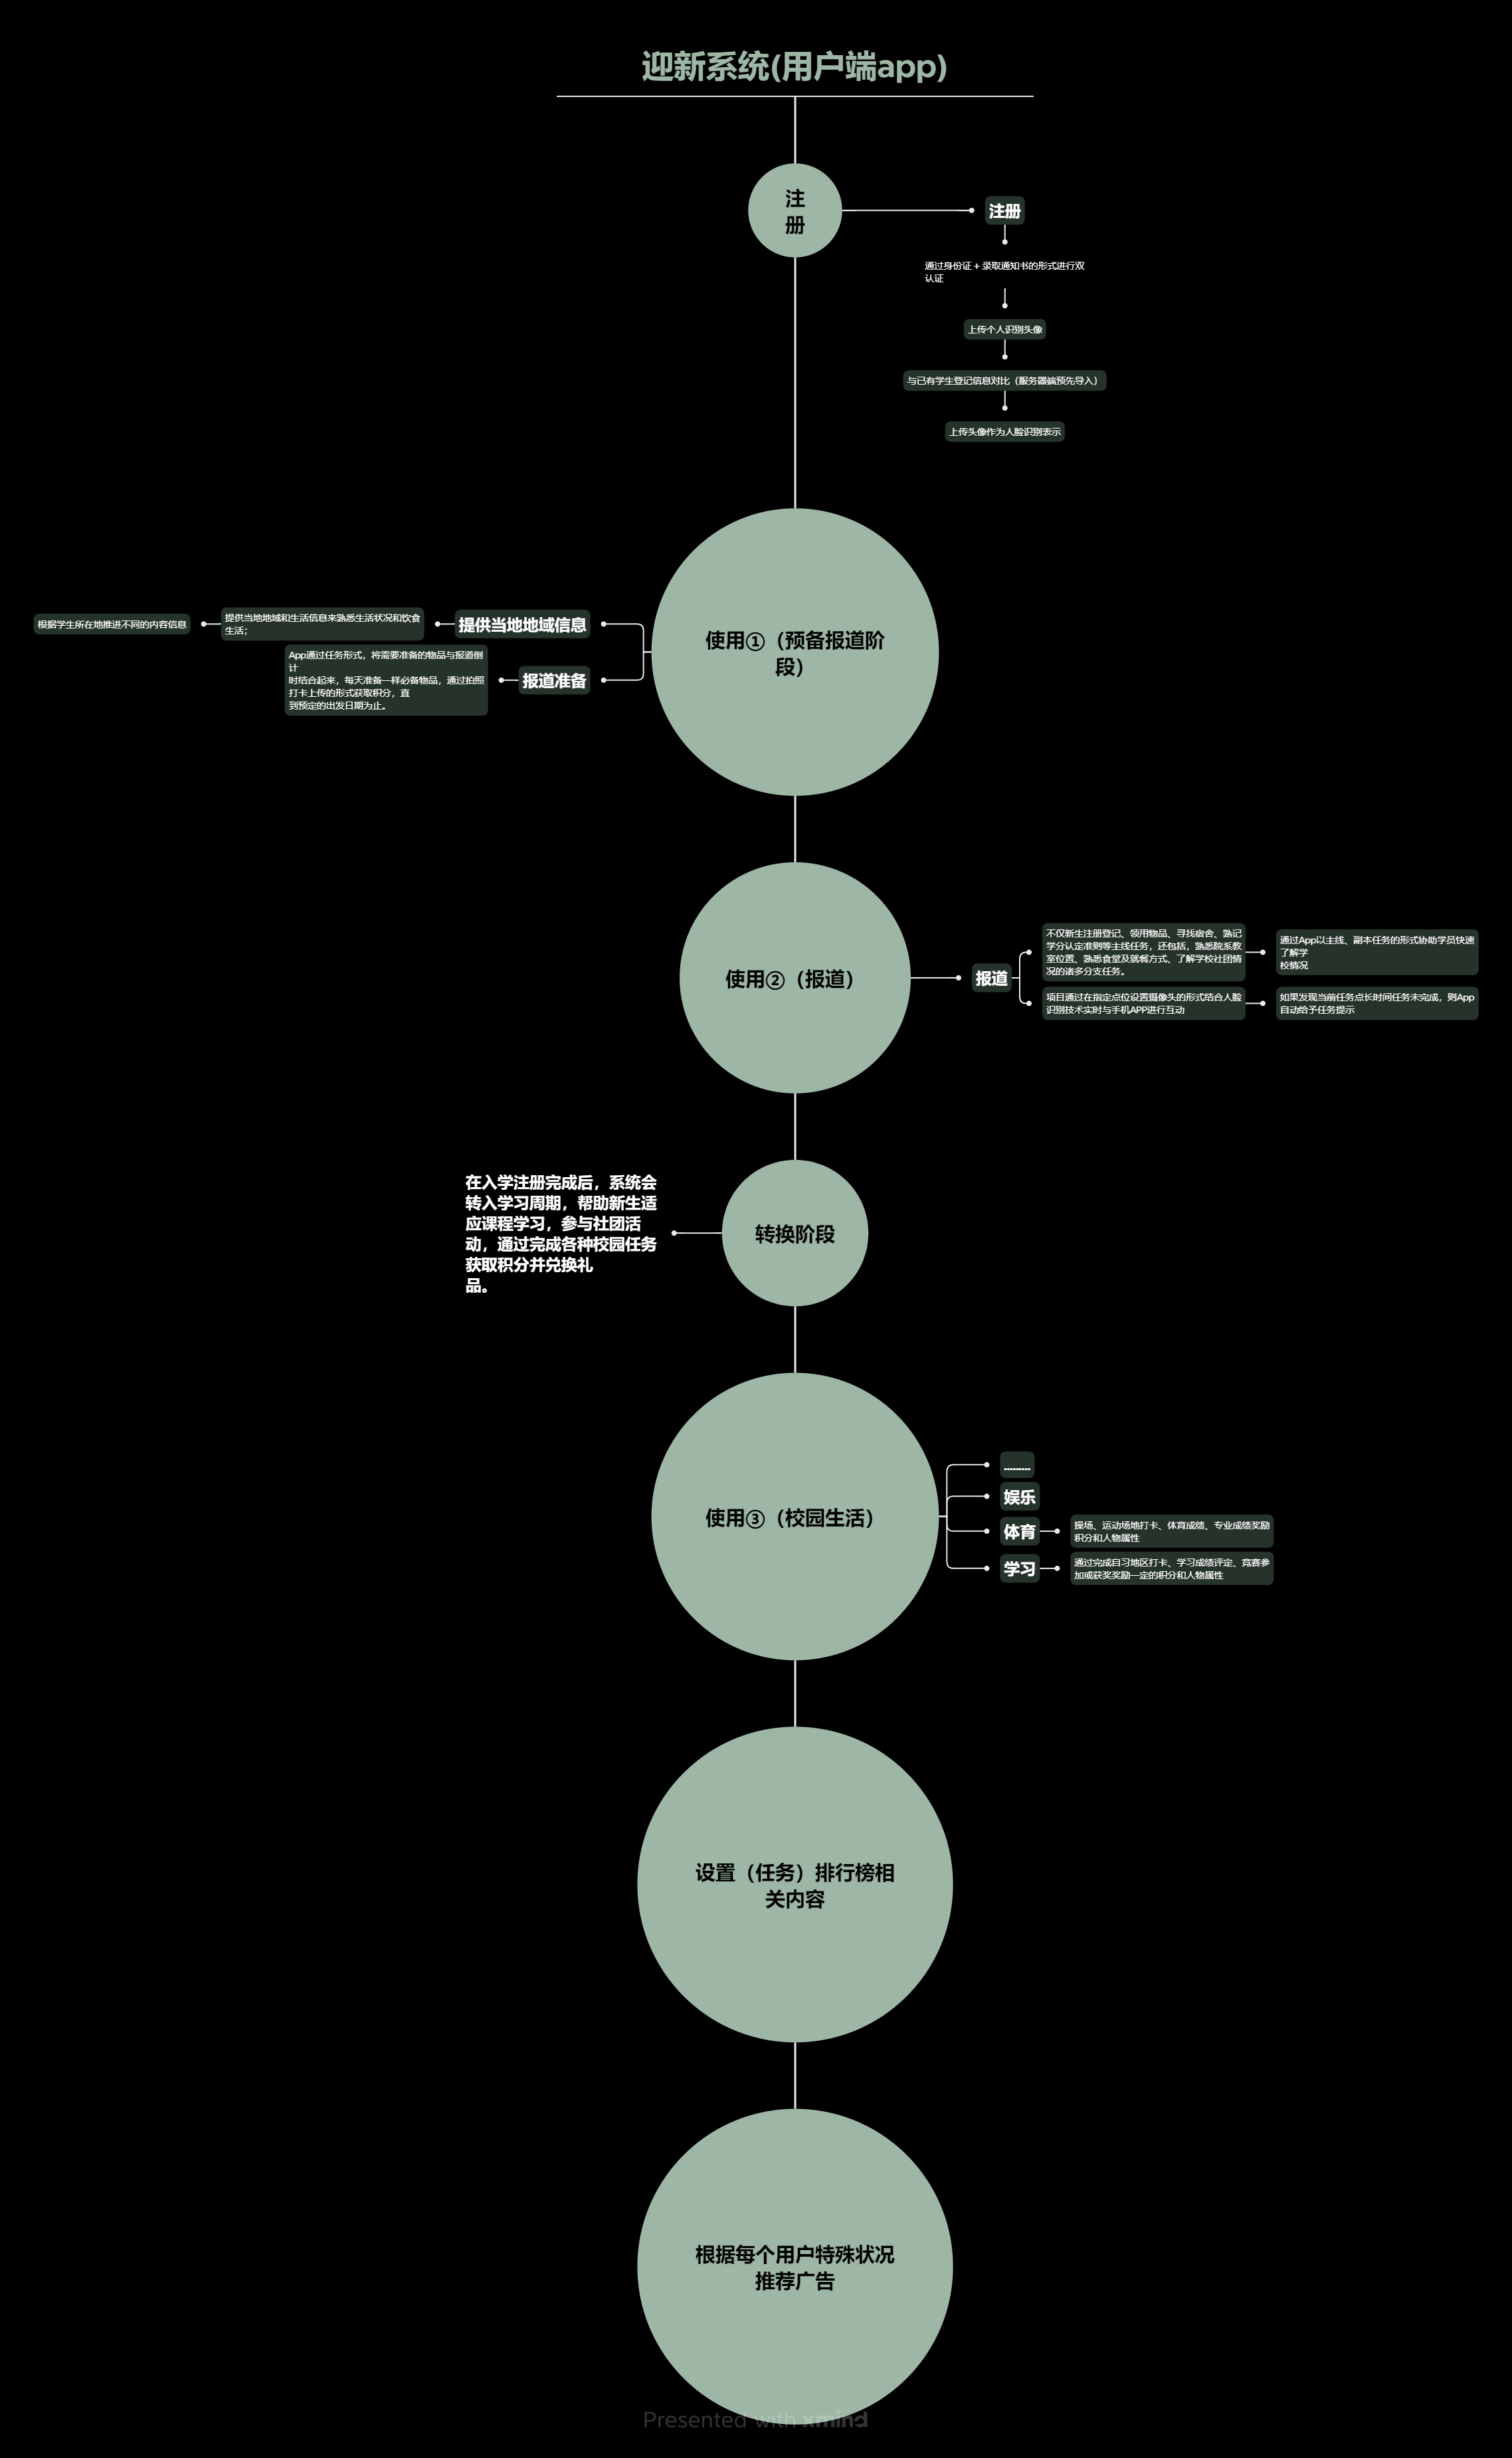 迎新系统(用户端app)
注
册
注册
通过身份证 + 录取通知书的形式进行双
认证
上传个人识别头像
与已有学生登记信息对比（服务器端预先导入）
上传头像作为人脸识别表示
使用①（预备报道阶
段）
提供当地地域信息
提供当地地域和生活信息来熟悉生活状况和饮食
生活；
根据学生所在地推进不同的内容信息
报道准备
App通过任务形式，将需要准备的物品与报道倒
计
时结合起来，每天准备一样必备物品，通过拍照
打卡上传的形式获取积分，直
到预定的出发日期为止。
使用②（报道）
报道
不仅新生注册登记、领用物品、寻找宿舍、熟记
学分认定准则等主线任务，还包括，熟悉院系教
室位置、熟悉食堂及就餐方式、了解学校社团情
况的诸多分支任务。
通过App以主线、副本任务的形式协助学员快速
了解学
校情况
项目通过在指定点位设置摄像头的形式结合人脸
识别技术实时与手机APP进行互动
如果发现当前任务点长时间任务未完成，则App
自动给予任务提示
转换阶段
在入学注册完成后，系统会
转入学习周期，帮助新生适
应课程学习，参与社团活
动，通过完成各种校园任务
获取积分并兑换礼
品。
使用③（校园生活）
.........
娱乐
体育
操场、运动场地打卡、体育成绩、专业成绩奖励
积分和人物属性
学习
通过完成自习地区打卡、学习成绩评定、竞赛参
加或获奖奖励一定的积分和人物属性
设置（任务）排行榜相
关内容
根据每个用户特殊状况
推荐广告
Presented with xmind